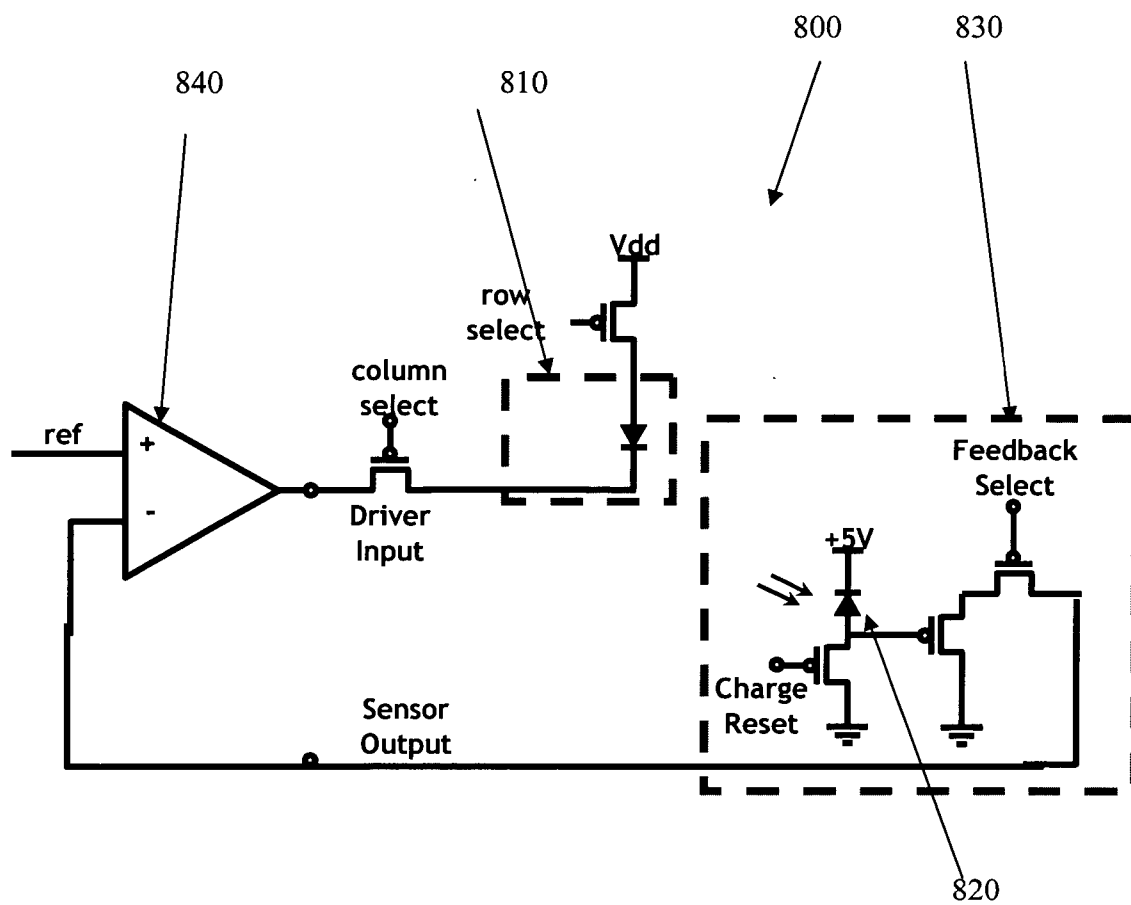 800
830
840
810
Vdd
row
select
column
select
ref
+
-
Driver
Input
Feedback
Select
+5V
Charge
Reset
Sensor
Output
820